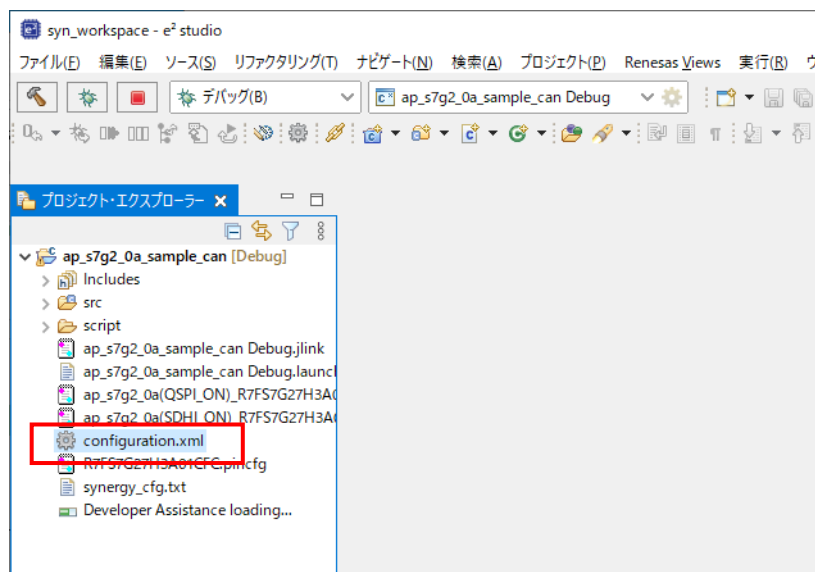 syn_workspace - e² studio
ファイル(F) 編集(E) ソース(S) リファクタリング(T) ナビゲート(N) 検索(A) プロジェクト(P) Renesas Views 実行(R) ウ
デバッグ(B) ap_s7g2_0a_sample_can Debug
プロジェクト・エクスプローラー
ap_s7g2_0a_sample_can [Debug]
Includes
src
script
ap_s7g2_0a_sample_can Debug.jlink
ap_s7g2_0a_sample_can Debug.launch
ap_s7g2_0a(QSPI_ON)_R7FS7G27H3A0
ap_s7g2_0a(SDHI_ON)_R7FS7G27H3A0
configuration.xml
R7FS7G27H3A01CFC.pincfg
synergy_cfg.txt
Developer Assistance loading...